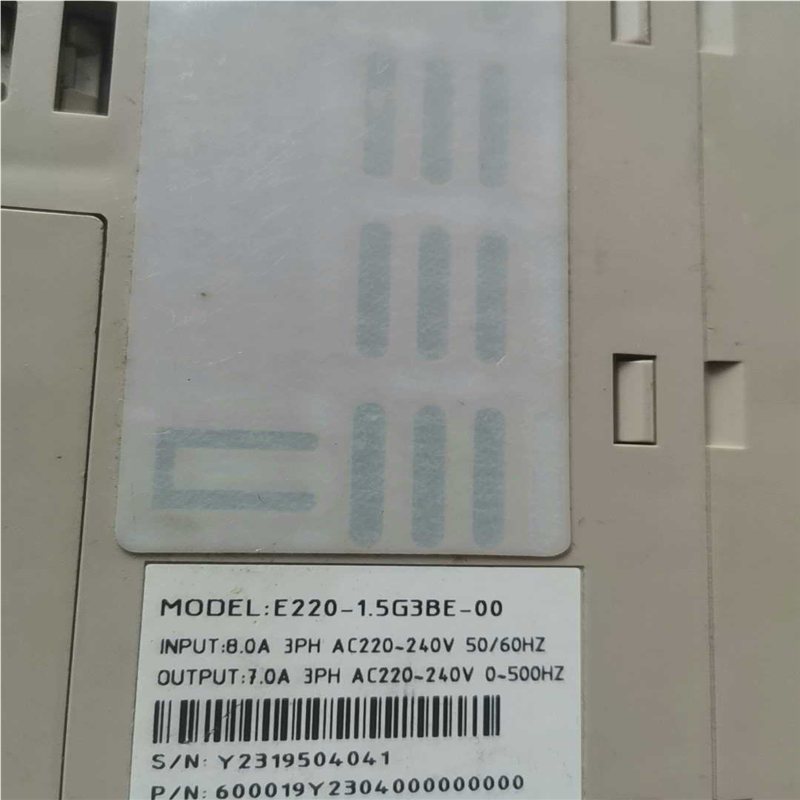 MODEL:E220-1.5G3BE-00
INPUT:8.0A 3PH AC220~240V 50/60HZ
OUTPUT:7.0A 3PH AC220~240V 0~500HZ
S/N: Y2319504041
P/N: 600019Y2304000000000